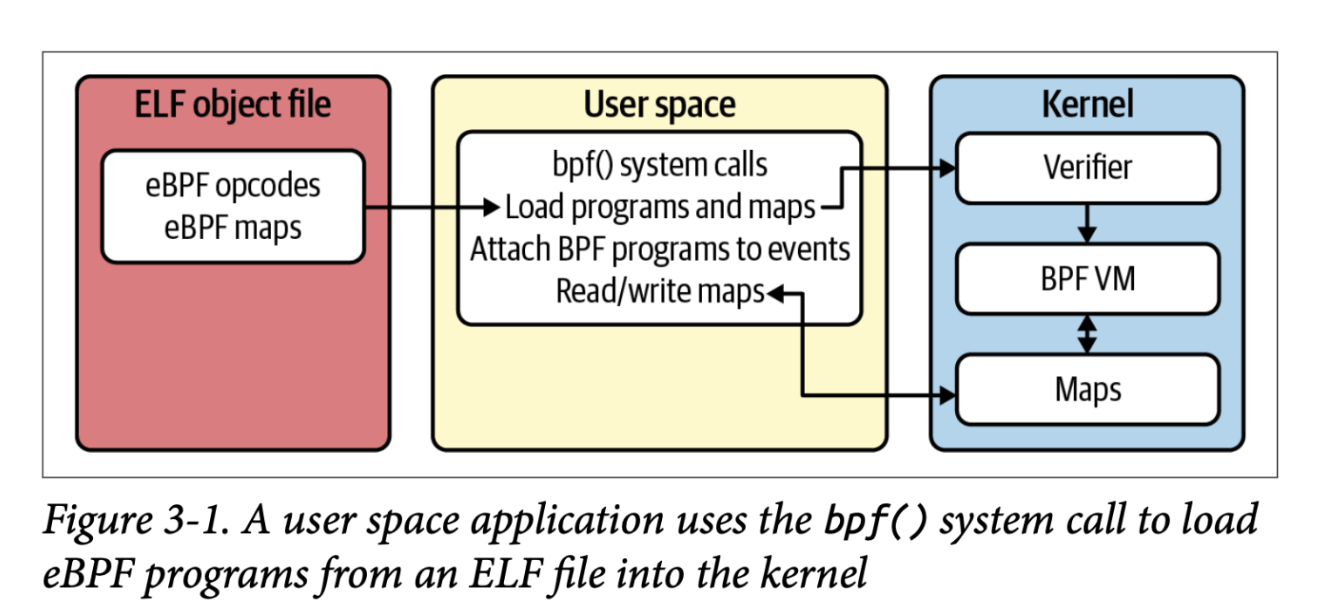 ELF object file
eBPF opcodes
eBPF maps
User space
bpf() system calls
Load programs and maps
Attach BPF programs to events
Read/write maps
Kernel
Verifier
BPF VM
Maps
Figure 3-1. A user space application uses the bpf() system call to load
eBPF programs from an ELF file into the kernel